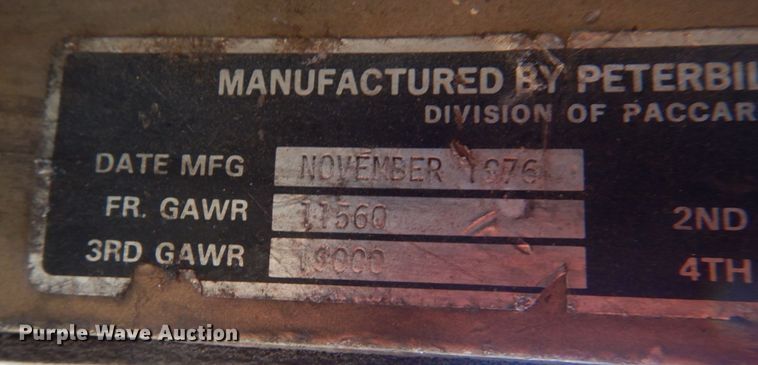 MANUFACTURED BY PETERBIL
DIVISION OF PACCAR
DATE MFG NOVEMBER 1976
FR. GAWR 11560 2ND
3RD GAWR 19000 4TH
Purple Wave Auction